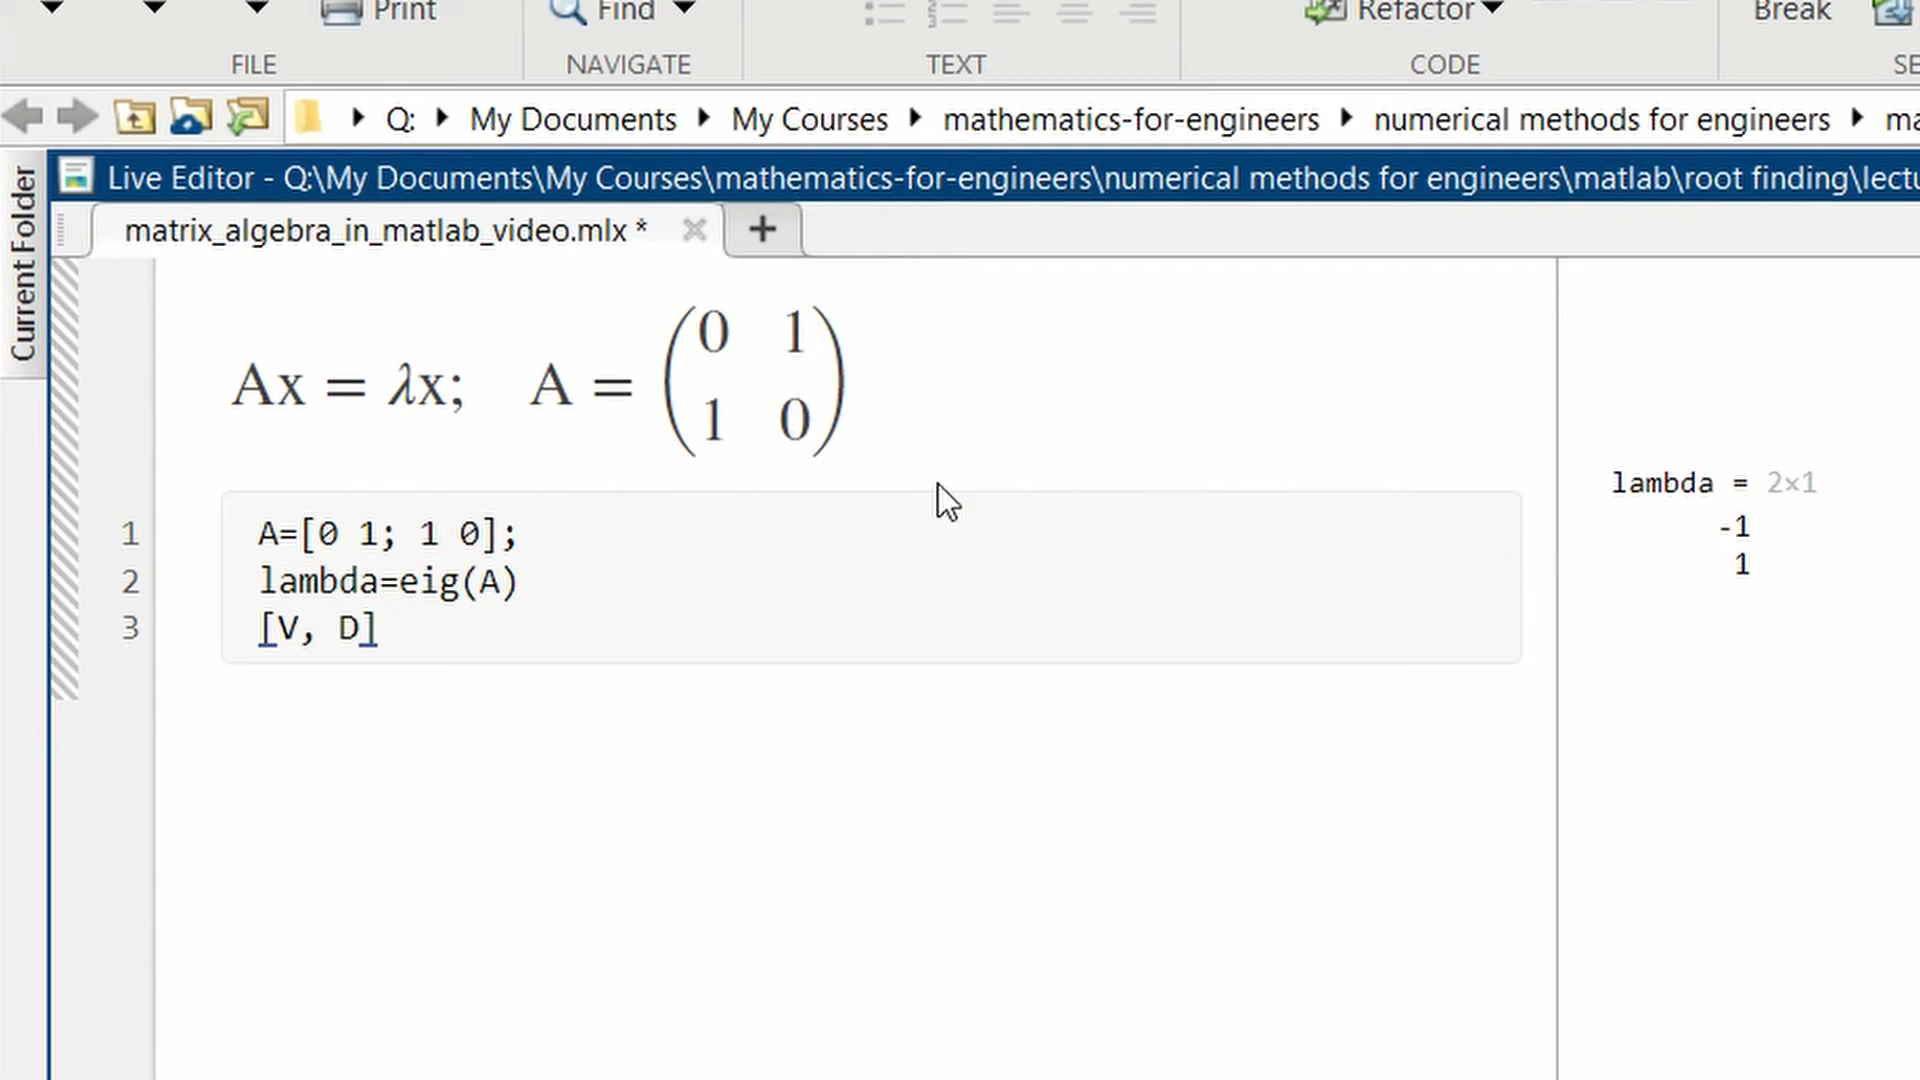 Print
Find
Refactor
Break
FILE
NAVIGATE
TEXT
CODE
SE
Q:
My Documents
My Courses
mathematics-for-engineers
numerical methods for engineers
ma
Current Folder
Live Editor - Q:\My Documents\My Courses\mathematics-for-engineers\numerical methods for engineers\matlab\root finding\lectu
matrix_algebra_in_matlab_video.mlx *
Ax = λx; A = (0 1
1 0)
1 A=[0 1; 1 0];
2 lambda=eig(A)
3 [V, D]
lambda = 2×1
-1
1